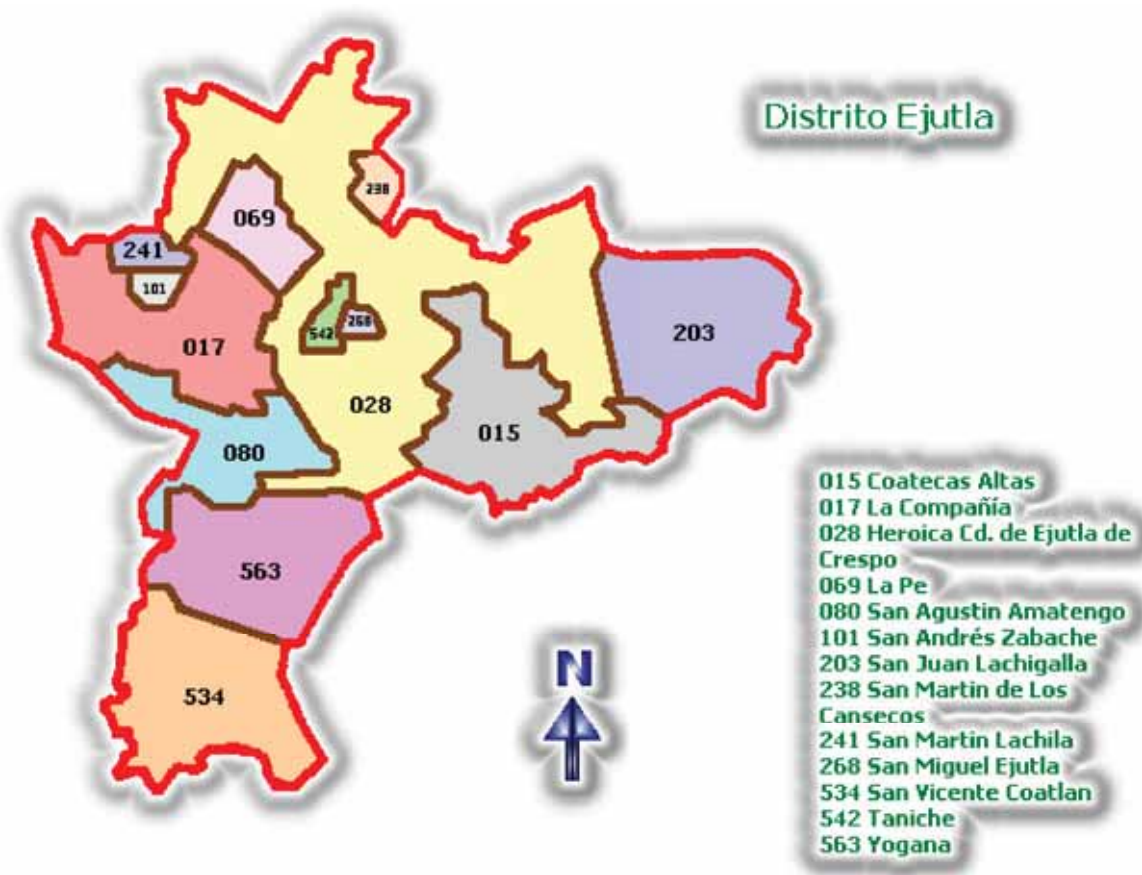 Distrito Ejutla
238
069
241
101
268
542
017
203
028
015
080
563
534
N
015 Coatecas Altas
017 La Compañía
028 Heroica Cd. de Ejutla de
Crespo
069 La Pe
080 San Agustin Amatengo
101 San Andrés Zabache
203 San Juan Lachigalla
238 San Martin de Los
Cansecos
241 San Martin Lachila
268 San Miguel Ejutla
534 San Vicente Coatlan
542 Taniche
563 Yogana